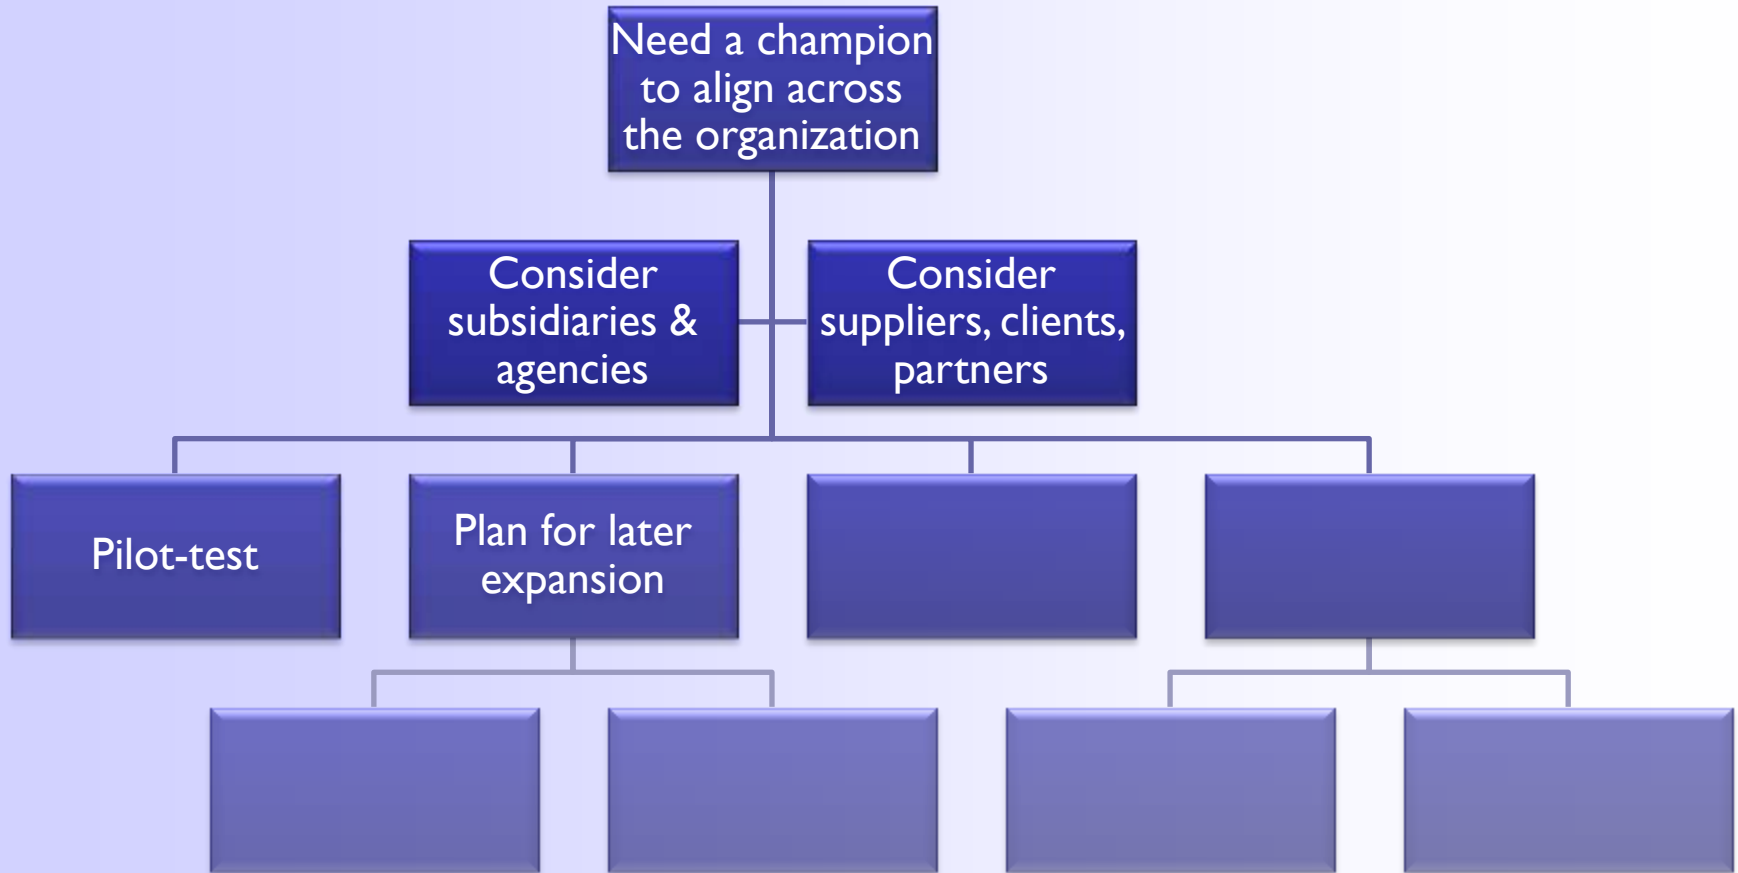 Need a champion
to align across
the organization
Consider
subsidiaries &
agencies
Consider
suppliers, clients,
partners
Pilot-test
Plan for later
expansion